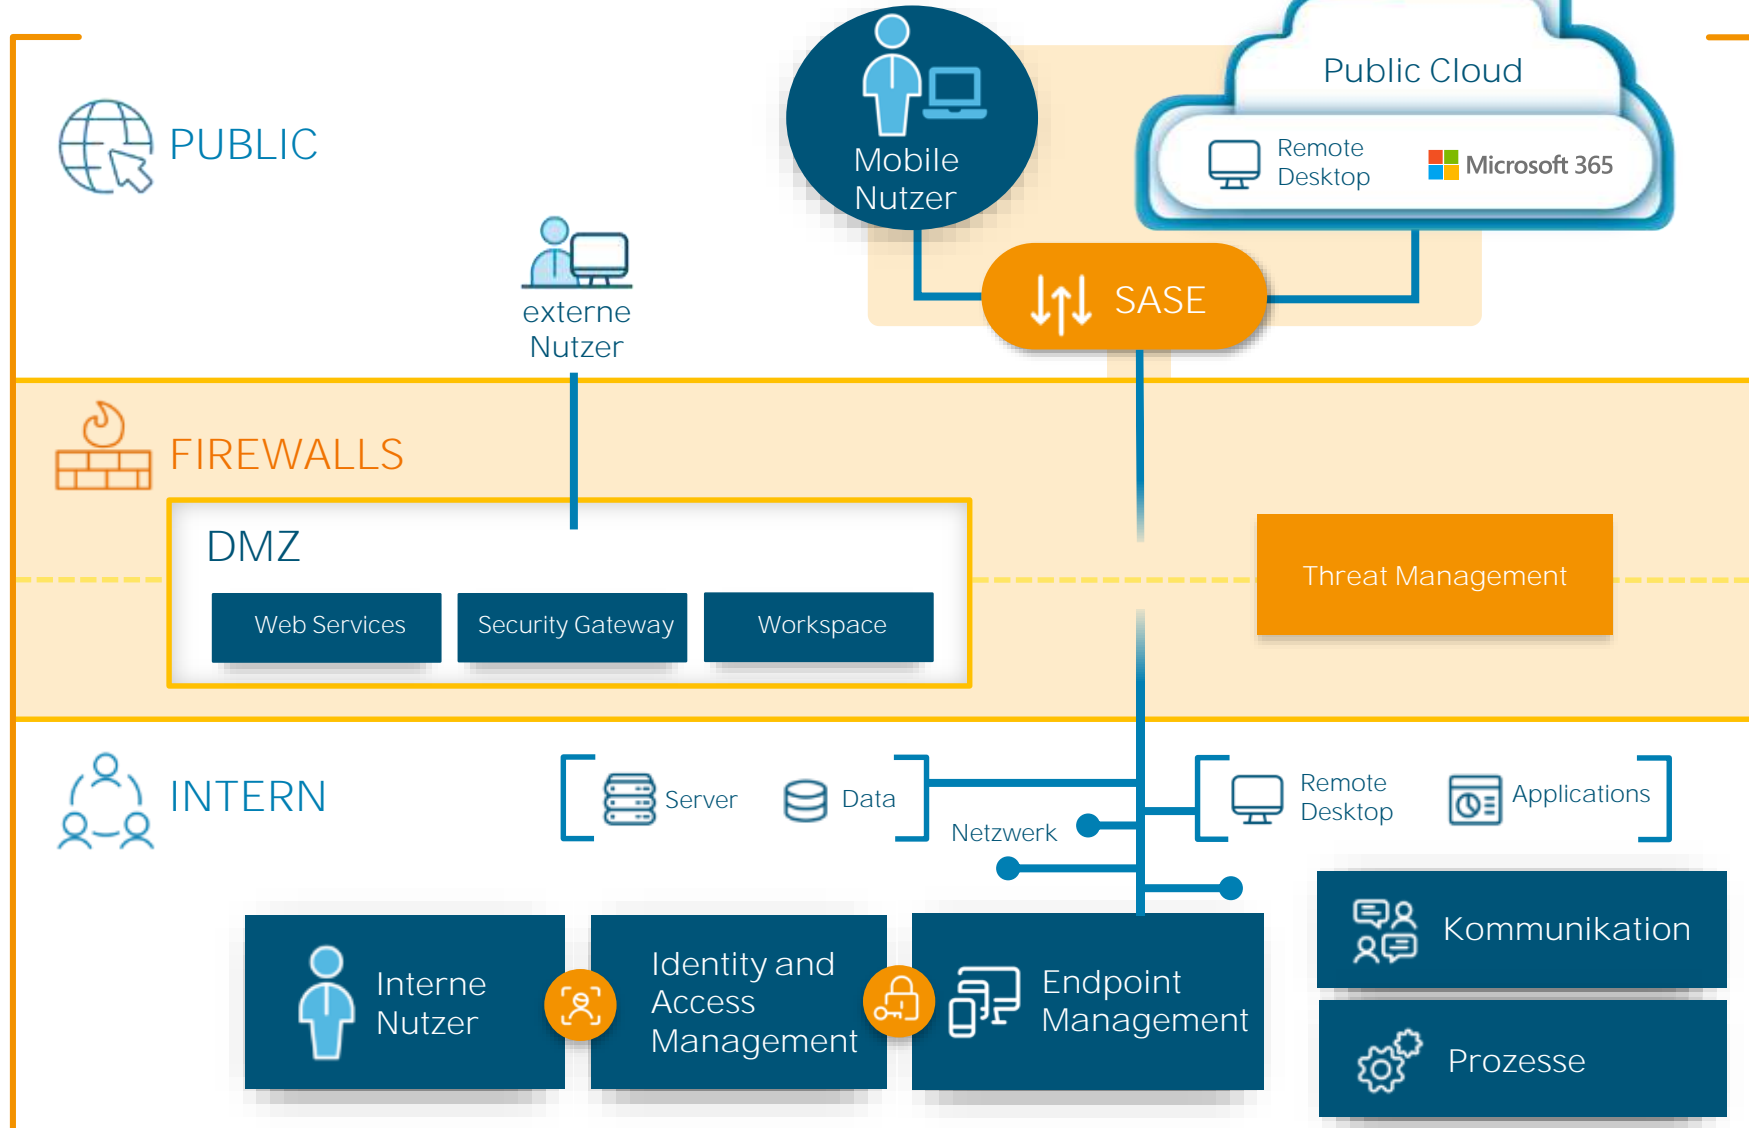 PUBLIC
Mobile
Nutzer
Public Cloud
Remote
Desktop
Microsoft 365
externe
Nutzer
SASE
FIREWALLS
DMZ
Web Services
Security Gateway
Workspace
Threat Management
INTERN
Server
Data
Netzwerk
Remote
Desktop
Applications
Interne
Nutzer
Identity and
Access
Management
Endpoint
Management
Kommunikation
Prozesse